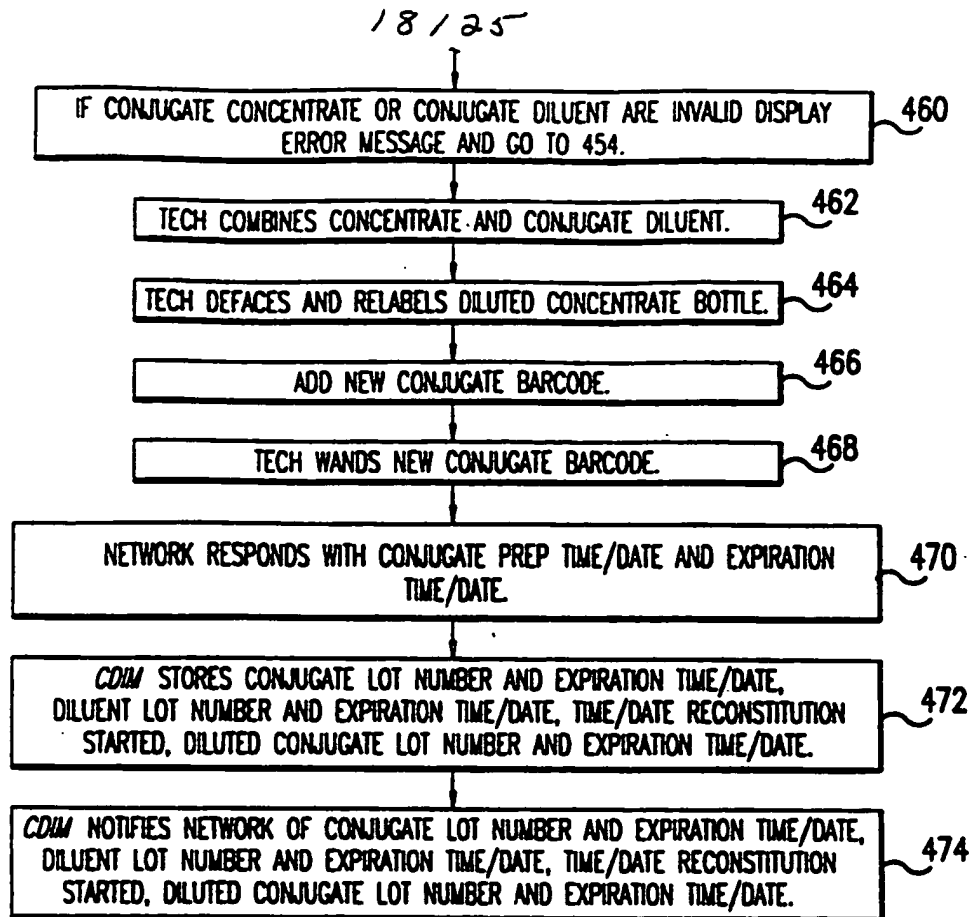 18/25
IF CONJUGATE CONCENTRATE OR CONJUGATE DILUENT ARE INVALID DISPLAY
ERROR MESSAGE AND GO TO 454.
460
TECH COMBINES CONCENTRATE AND CONJUGATE DILUENT.
462
TECH DEFACES AND RELABELS DILUTED CONCENTRATE BOTTLE.
464
ADD NEW CONJUGATE BARCODE.
466
TECH WANDS NEW CONJUGATE BARCODE.
468
NETWORK RESPONDS WITH CONJUGATE PREP TIME/DATE AND EXPIRATION
TIME/DATE.
470
CDIM STORES CONJUGATE LOT NUMBER AND EXPIRATION TIME/DATE,
DILUENT LOT NUMBER AND EXPIRATION TIME/DATE, TIME/DATE RECONSTITUTION
STARTED, DILUTED CONJUGATE LOT NUMBER AND EXPIRATION TIME/DATE.
472
CDIM NOTIFIES NETWORK OF CONJUGATE LOT NUMBER AND EXPIRATION TIME/DATE,
DILUENT LOT NUMBER AND EXPIRATION TIME/DATE, TIME/DATE RECONSTITUTION
STARTED, DILUTED CONJUGATE LOT NUMBER AND EXPIRATION TIME/DATE.
474